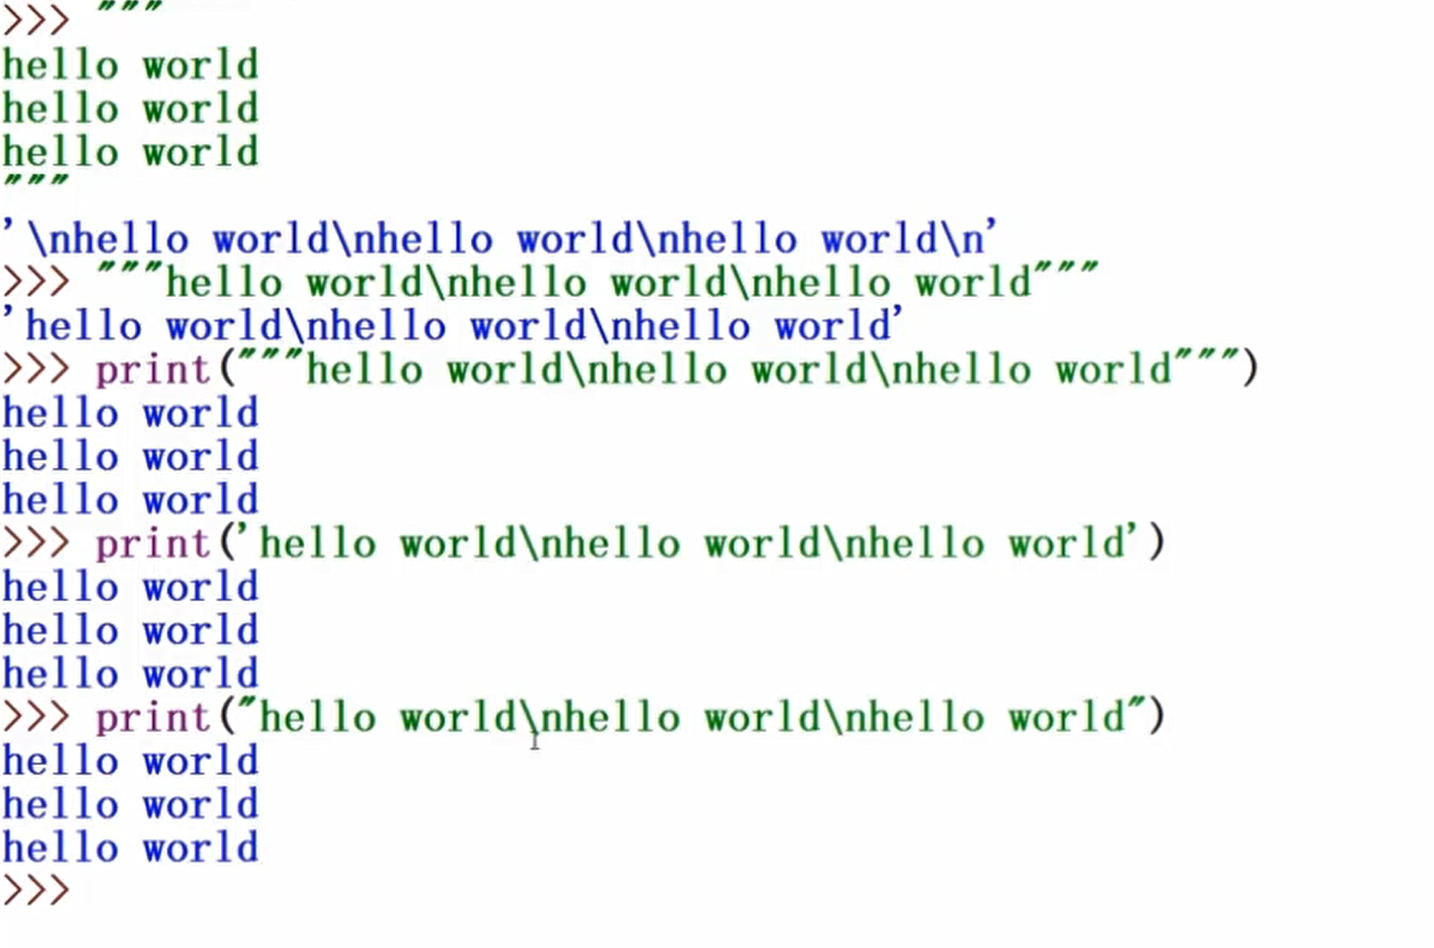 >>> """
hello world
hello world
hello world
"""
'\nhello world\nhello world\nhello world\n'
>>> """hello world\nhello world\nhello world"""
'hello world\nhello world\nhello world'
>>> print("""hello world\nhello world\nhello world""")
hello world
hello world
hello world
>>> print('hello world\nhello world\nhello world')
hello world
hello world
hello world
>>> print("hello world\nhello world\nhello world")
hello world
hello world
hello world
>>>